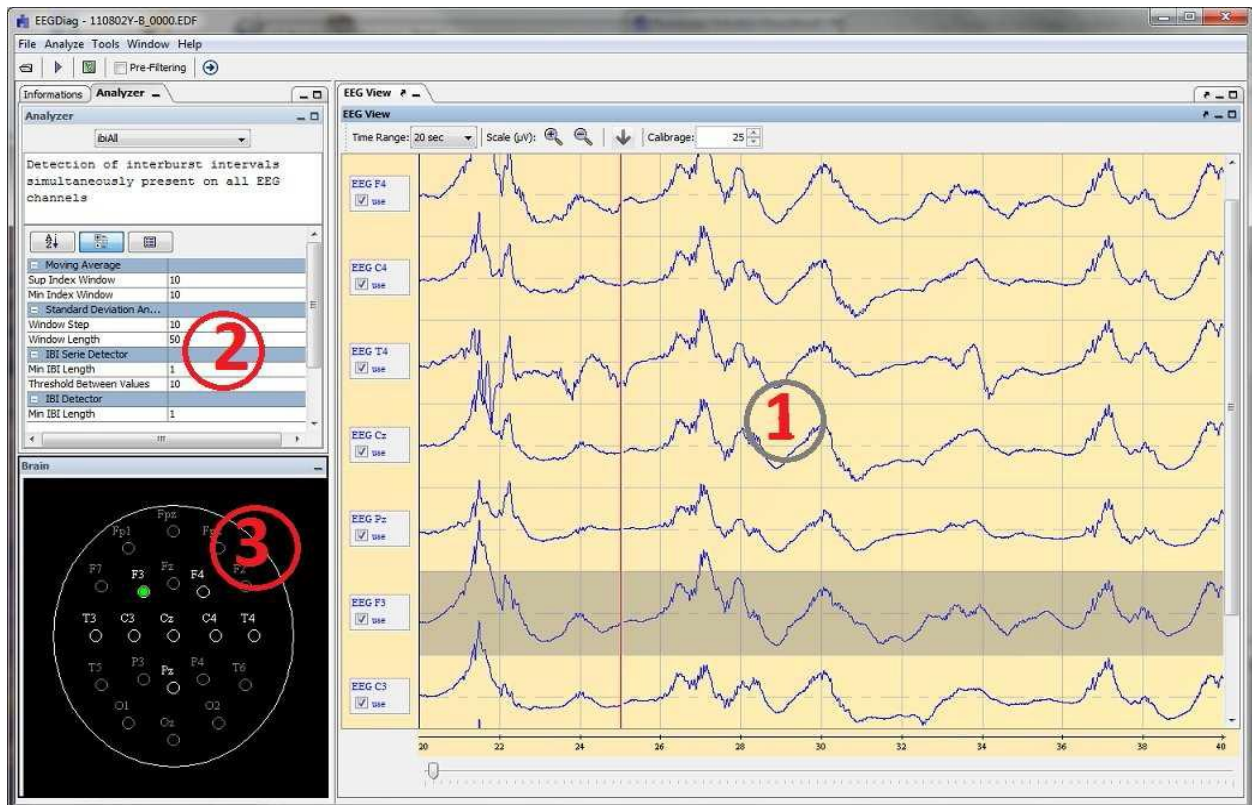 EEGDiag - 110802Y-B_0000.EDF
File Analyze Tools Window Help
Pre-Filtering
Informations Analyzer
Analyzer
ibiAll
Detection of interburst intervals
simultaneously present on all EEG
channels
Moving Average
Sup Index Window 10
Min Index Window 10
Standard Deviation An...
Window Step 10
Window Length 50
IBI Serie Detector
Min IBI Length 1
Threshold Between Values 10
IBI Detector
Min IBI Length 1
2
Brain
Fpz
Fp1
F7 F3 Fz F4 F2
T3 C3 Cz C4 T4
T5 P3 Pz P4 T6
O1 Oz O2
3
EEG View
EEG View
Time Range: 20 sec Scale (µV): Calibrage: 25
EEG F4
use
EEG C4
use
EEG T4
use
EEG Cz
use
EEG Pz
use
EEG F3
use
EEG C3
use
1
20 22 24 26 28 30 32 34 36 38 40